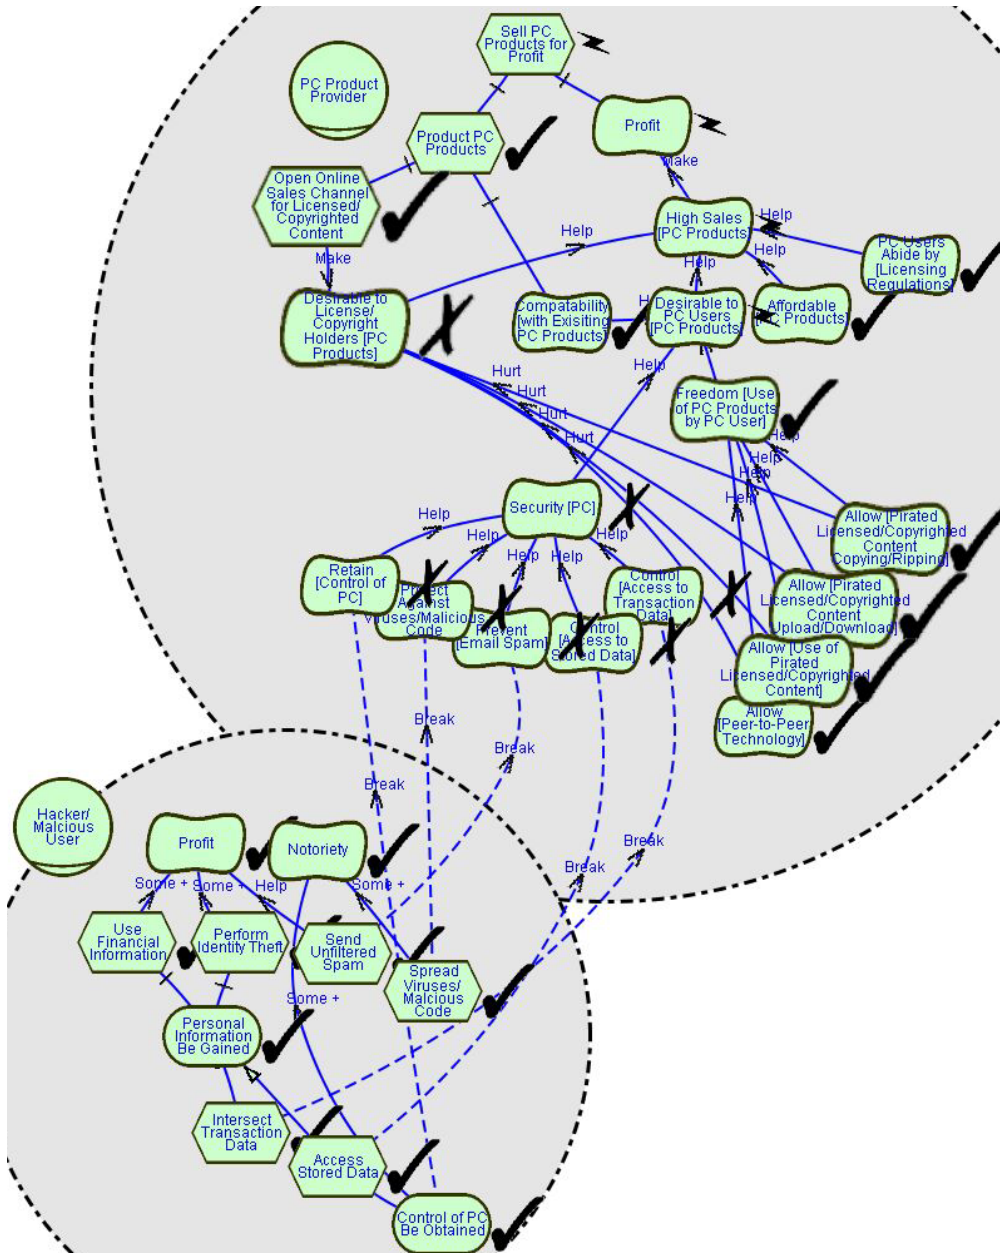 Sell PC
Products for
Profit
PC Product
Provider
Profit
Product PC
Products
Make
Open Online
Sales Channel
for Licensed/
Copyrighted
Content
High Sales
[PC Products]
Help
Help
PC Users
Abide by
[Licensing
Regulations]
Make
Help
Help
Desirable to
License/
Copyright
Holders [PC
Products]
Compatability
[with Exisiting
PC Products]
Desirable to
PC Users
[PC Products]
Affordable
[PC Products]
Hurt
Help
Hurt
Hurt
Hurt
Freedom [Use
of PC Products
by PC User]
Help
Help
Help
Help
Security [PC]
Help
Help
Help
Help
Help
Allow [Pirated
Licensed/Copyrighted
Content
Copying/Ripping]
Retain
[Control of
PC]
Protect
Against
Viruses/Malicious
Code
Prevent
[Email Spam]
Control
[Access to
Stored Data]
Control
[Access to
Transaction
Data]
Allow [Pirated
Licensed/Copyrighted
Content
Upload/Download]
Allow [Use of
Pirated
Licensed/Copyrighted
Content]
Allow
[Peer-to-Peer
Technology]
Break
Break
Break
Break
Break
Hacker/
Malcious
User
Profit
Notoriety
Some +
Some +
Help
Some +
Use
Financial
Information
Perform
Identity Theft
Send
Unfiltered
Spam
Spread
Viruses/
Malicious
Code
Some +
Personal
Information
Be Gained
Intersect
Transaction
Data
Access
Stored Data
Control of PC
Be Obtained